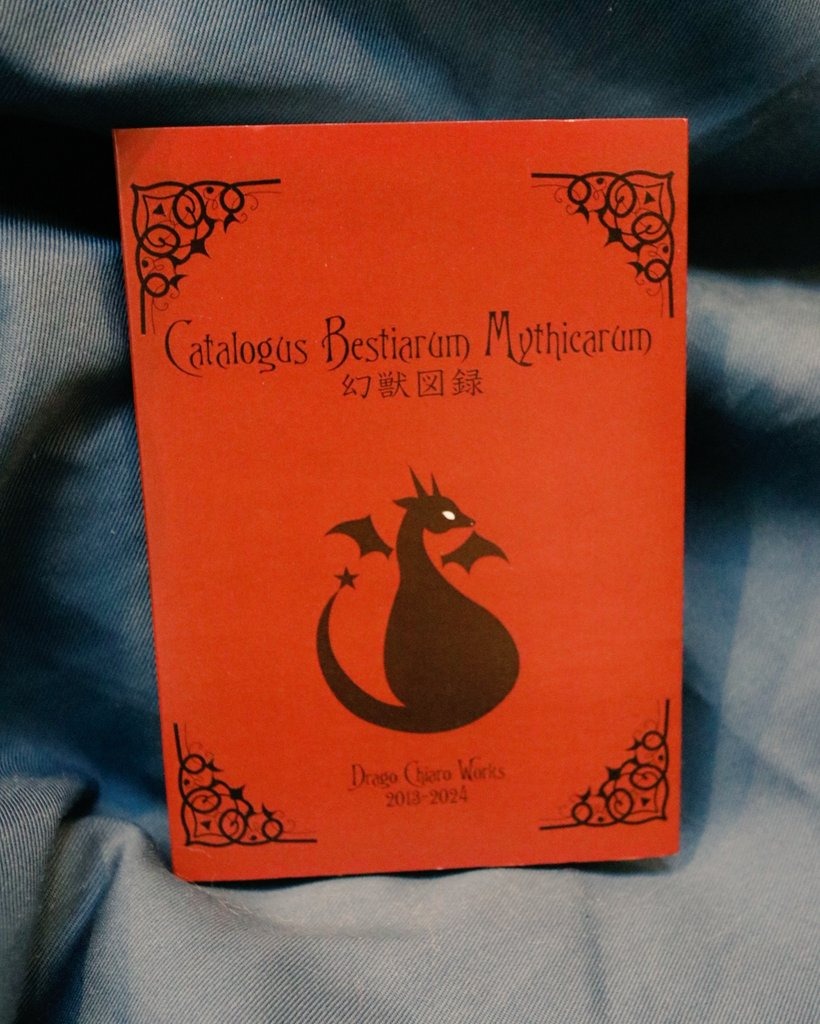 Catalogus Bestiarum Mythicarum
幻獣図録
Drago Chiaro Works
2013-2024